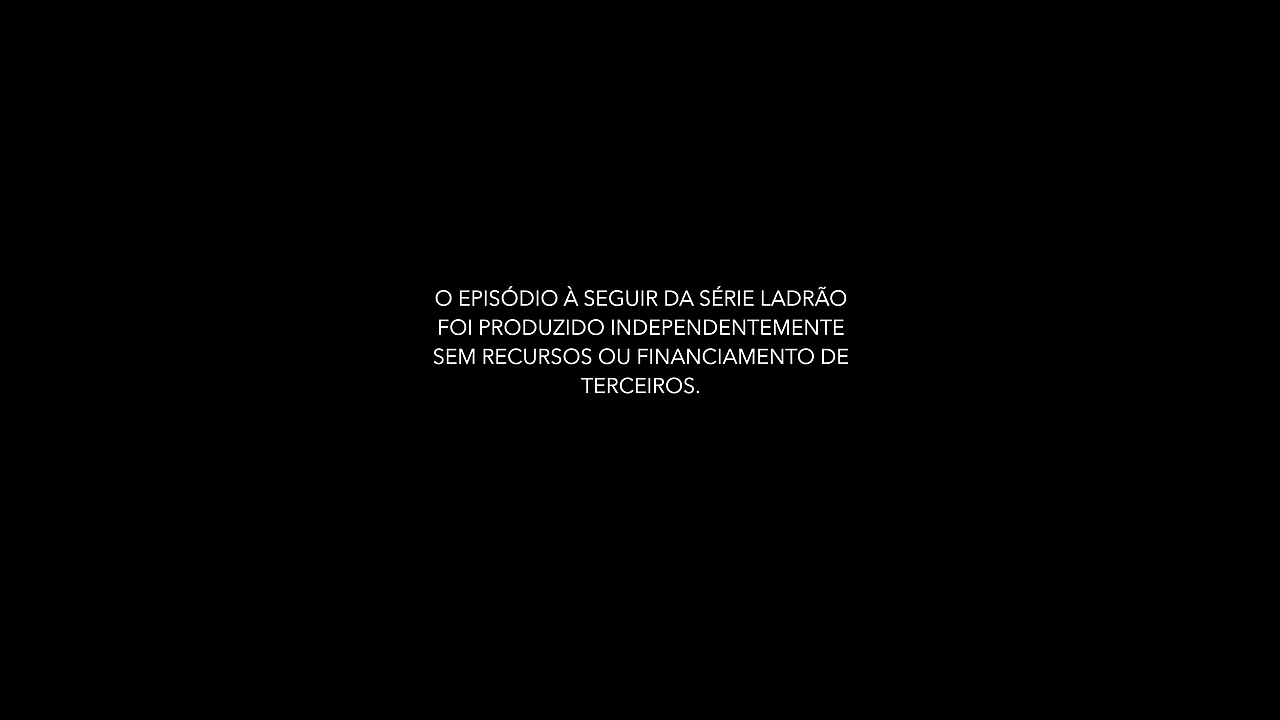 O EPISÓDIO À SEGUIR DA SÉRIE LADRÃO
FOI PRODUZIDO INDEPENDENTEMENTE
SEM RECURSOS OU FINANCIAMENTO DE
TERCEIROS.